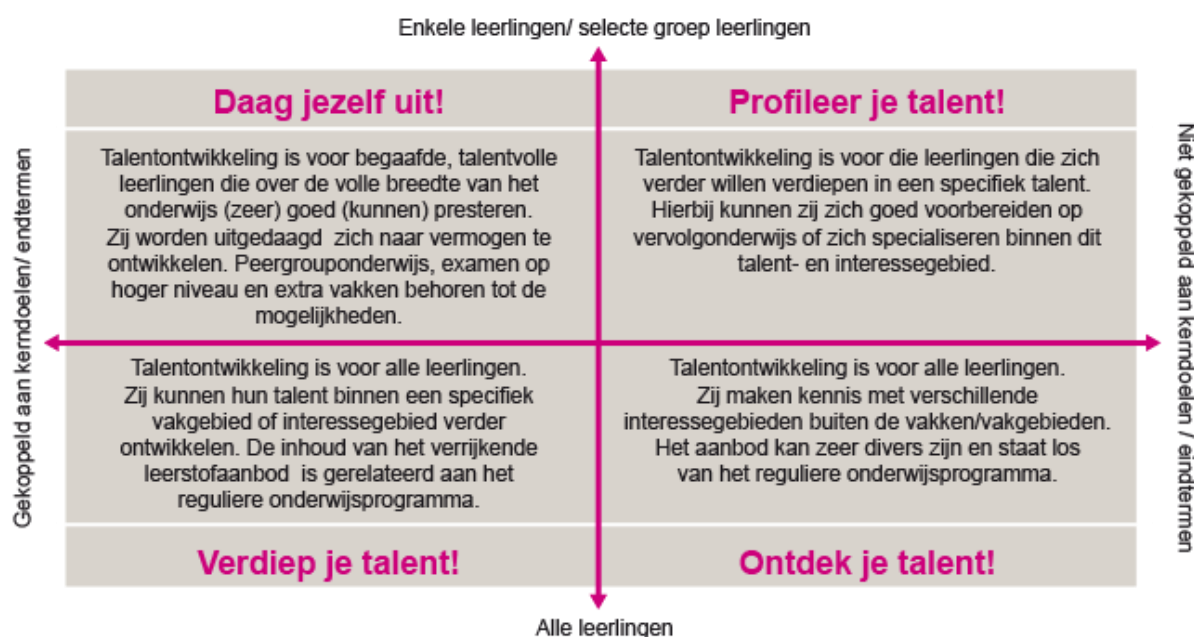 Enkele leerlingen/ selecte groep leerlingen
Daag jezelf uit!
Talentontwikkeling is voor begaafde, talentvolle
leerlingen die over de volle breedte van het
onderwijs (zeer) goed (kunnen) presteren.
Zij worden uitgedaagd zich naar vermogen te
ontwikkelen. Peergrouponderwijs, examen op
hoger niveau en extra vakken behoren tot de
mogelijkheden.
Profileer je talent!
Talentontwikkeling is voor die leerlingen die zich
verder willen verdiepen in een specifiek talent.
Hierbij kunnen zij zich goed voorbereiden op
vervolgonderwijs of zich specialiseren binnen dit
talent- en interessegebied.
Gekoppeld aan kerndoelen/ endtermen
Niet gekoppeld aan kerndoelen / eindtermen
Talentontwikkeling is voor alle leerlingen.
Zij kunnen hun talent binnen een specifiek
vakgebied of interessegebied verder
ontwikkelen. De inhoud van het verrijkende
leerstofaanbod is gerelateerd aan het
reguliere onderwijsprogramma.
Verdiep je talent!
Talentontwikkeling is voor alle leerlingen.
Zij maken kennis met verschillende
interessegebieden buiten de vakken/vakgebieden.
Het aanbod kan zeer divers zijn en staat los
van het reguliere onderwijsprogramma.
Ontdek je talent!
Alle leerlingen